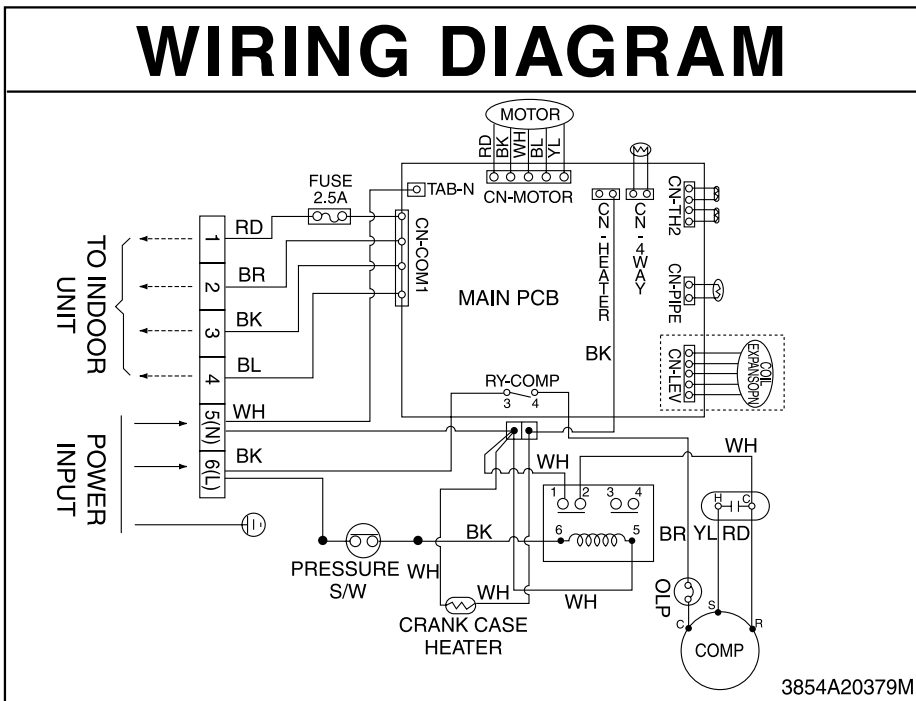 WIRING DIAGRAM
MOTOR
RD
BK
WH
BL
YL
CN-MOTOR
FUSE
2.5A
TAB-N
CN-COM1
CN-HEATER
CN-4WAY
CN-TH2
CN-PIPE
CN-LEV
EXPANSOPN
COIL
MAIN PCB
TO INDOOR
UNIT
1
RD
2
BR
3
BK
4
BL
5(N)
WH
6(L)
BK
POWER
INPUT
RY-COMP
3 4
BK
WH
WH
1 2 3 4
6 5
H C
BK
BR
YL
RD
PRESSURE
S/W
WH
WH
WH
CRANK CASE
HEATER
OLP
C
S
R
COMP
3854A20379M